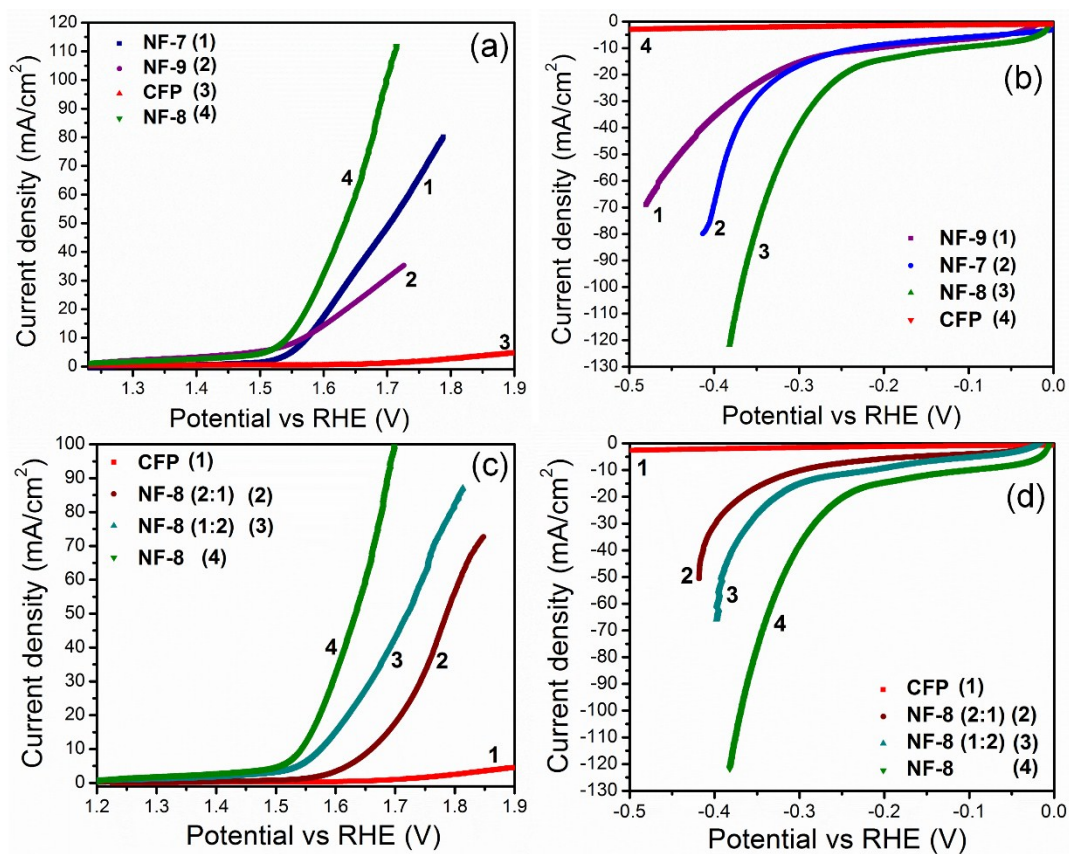 (a)
NF-7 (1)
NF-9 (2)
CFP (3)
NF-8 (4)
120
110
100
90
80
70
60
50
40
30
20
10
0
Current density (mA/cm²)
4
1
2
3
1.3 1.4 1.5 1.6 1.7 1.8 1.9
Potential vs RHE (V)
(b)
0
-10
-20
-30
-40
-50
-60
-70
-80
-90
-100
-110
-120
-130
Current density (mA/cm²)
4
1
2
3
NF-9 (1)
NF-7 (2)
NF-8 (3)
CFP (4)
-0.5 -0.4 -0.3 -0.2 -0.1 0.0
Potential vs RHE (V)
(c)
CFP (1)
NF-8 (2:1) (2)
NF-8 (1:2) (3)
NF-8 (4)
100
90
80
70
60
50
40
30
20
10
0
Current density (mA/cm²)
4
3
2
1
1.2 1.3 1.4 1.5 1.6 1.7 1.8 1.9
Potential vs RHE (V)
(d)
0
-10
-20
-30
-40
-50
-60
-70
-80
-90
-100
-110
-120
-130
Current density (mA/cm²)
1
2
3
4
CFP (1)
NF-8 (2:1) (2)
NF-8 (1:2) (3)
NF-8 (4)
-0.5 -0.4 -0.3 -0.2 -0.1 0.0
Potential vs RHE (V)